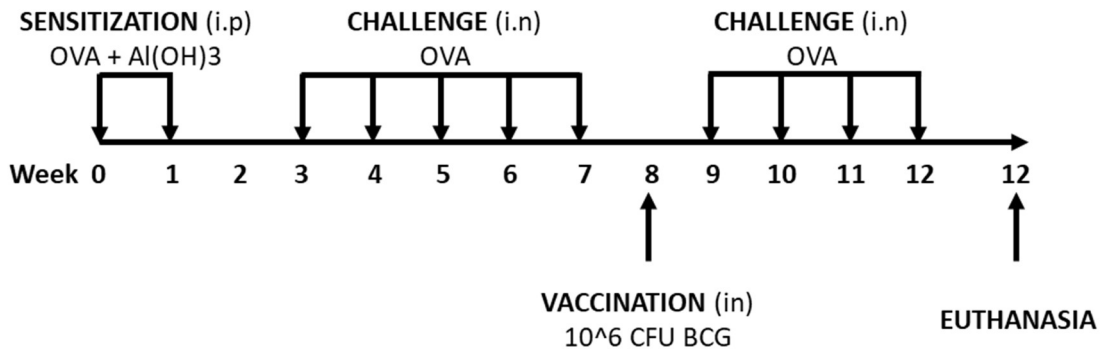 SENSITIZATION (i.p)
OVA + Al(OH)3
CHALLENGE (i.n)
OVA
CHALLENGE (i.n)
OVA
Week 0 1 2 3 4 5 6 7 8 9 10 11 12 12
VACCINATION (in)
10^6 CFU BCG
EUTHANASIA